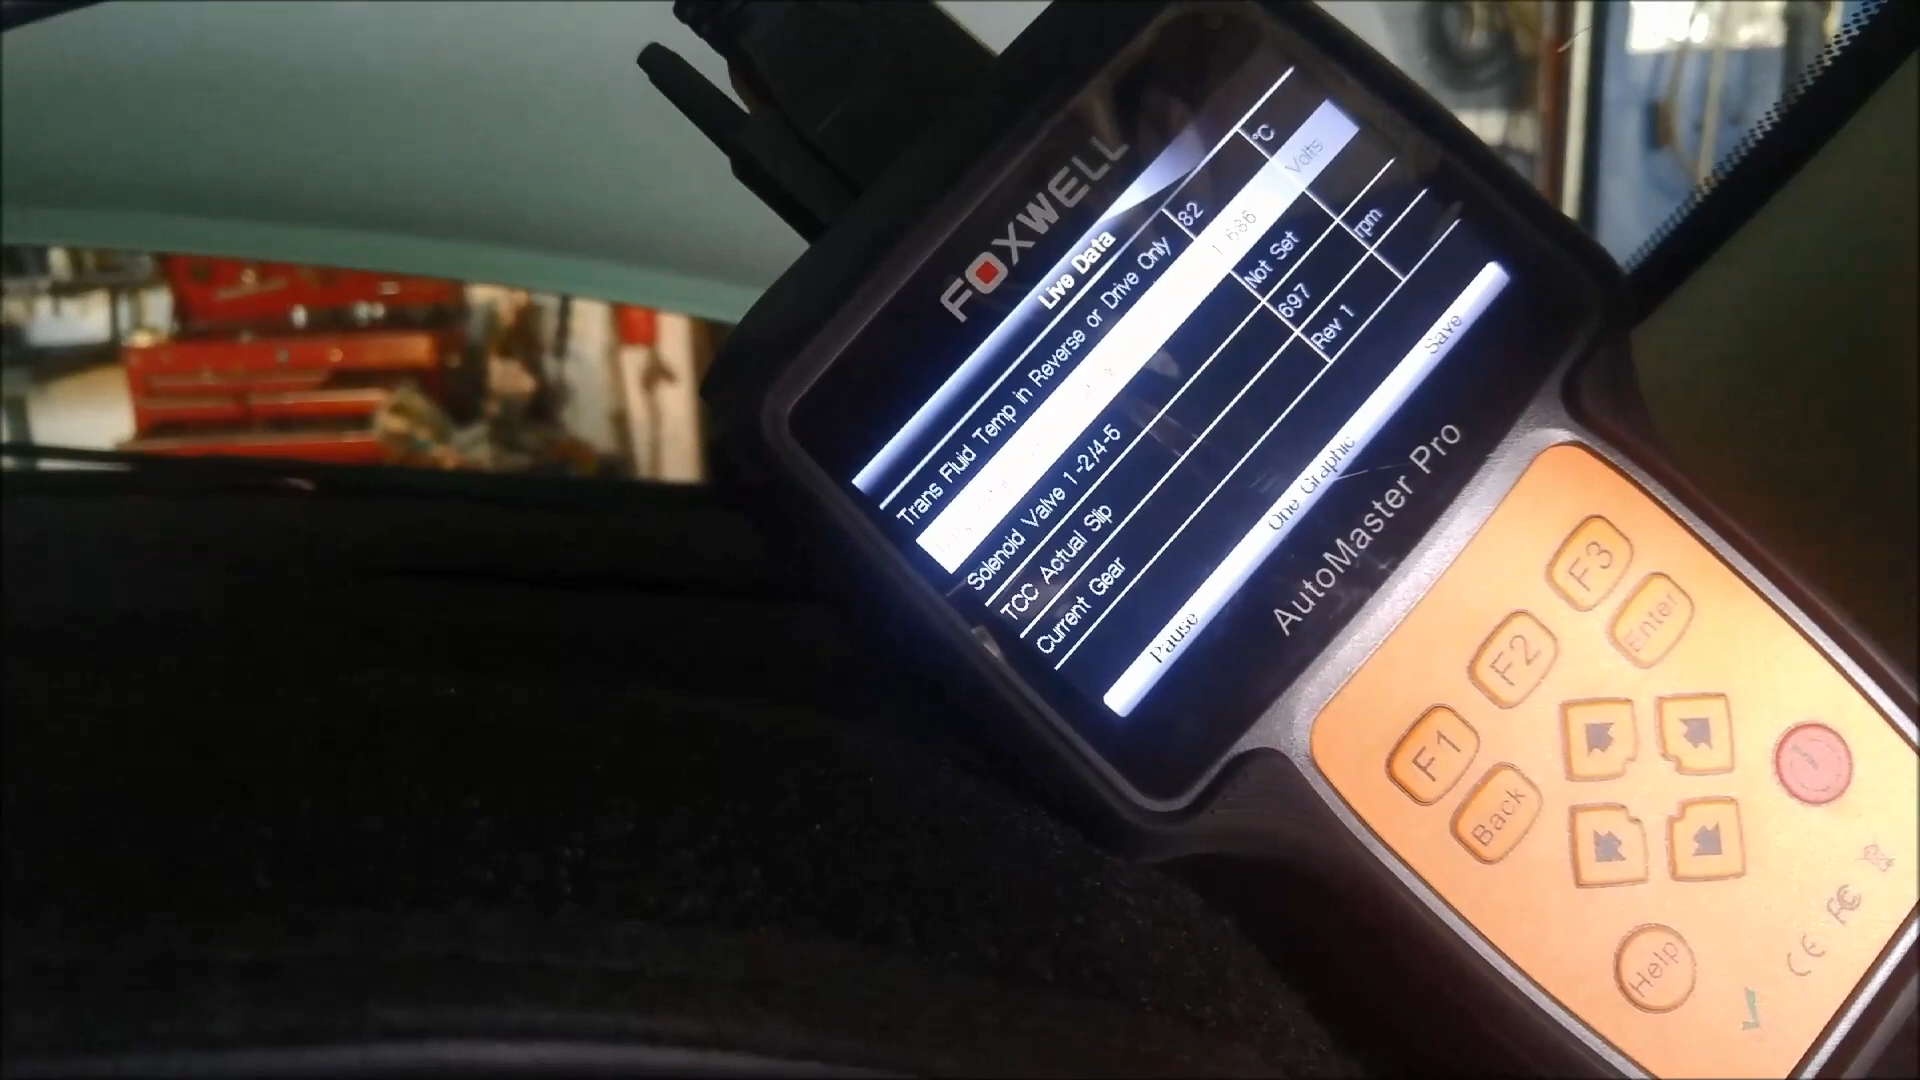 FOXWELL
Live Data
Trans Fluid Temp in Reverse or Drive Only 82 °C
1.686 Volts
Solenoid Valve 1-2/4-5 Not Set
TCC Actual Slip 697 rpm
Current Gear Rev 1
Pause One Graphic Save
AutoMaster Pro
F1 F2 F3
Back Enter
Help
CE FC